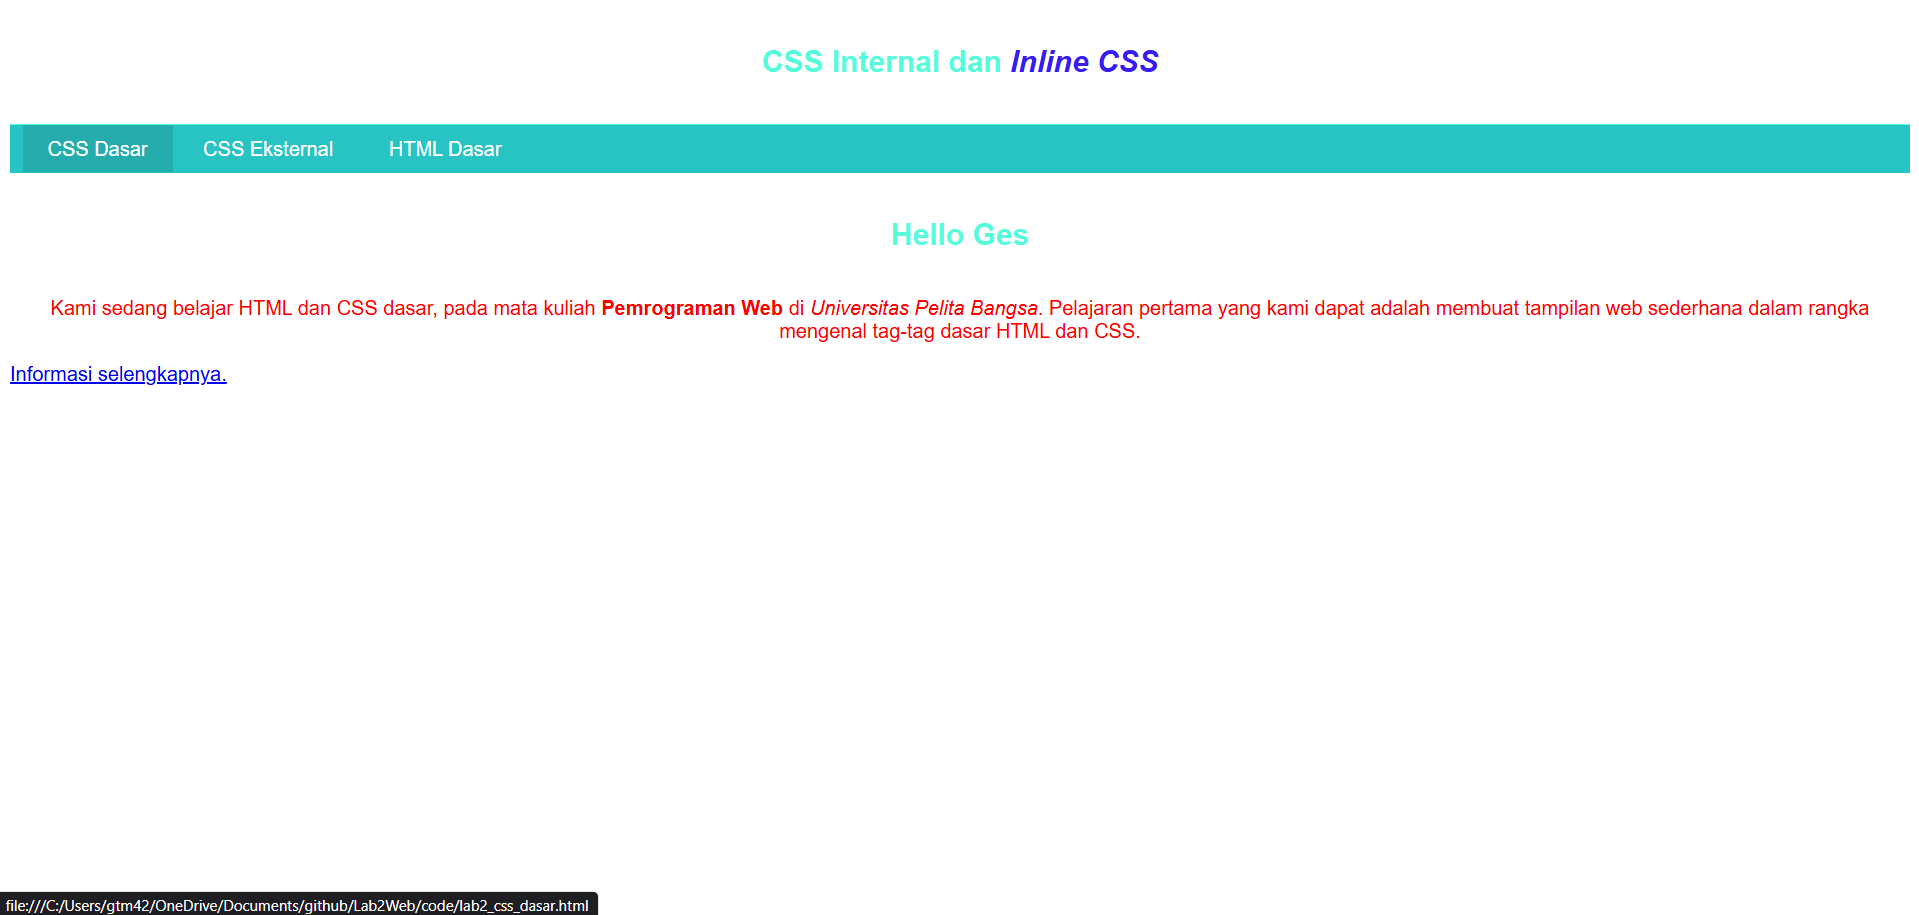 CSS Internal dan Inline CSS
CSS Dasar CSS Eksternal HTML Dasar
Hello Ges
Kami sedang belajar HTML dan CSS dasar, pada mata kuliah Pemrograman Web di Universitas Pelita Bangsa. Pelajaran pertama yang kami dapat adalah membuat tampilan web sederhana dalam rangka
mengenal tag-tag dasar HTML dan CSS.
Informasi selengkapnya.
file:///C:/Users/gtm42/OneDrive/Documents/github/Lab2Web/code/lab2_css_dasar.html